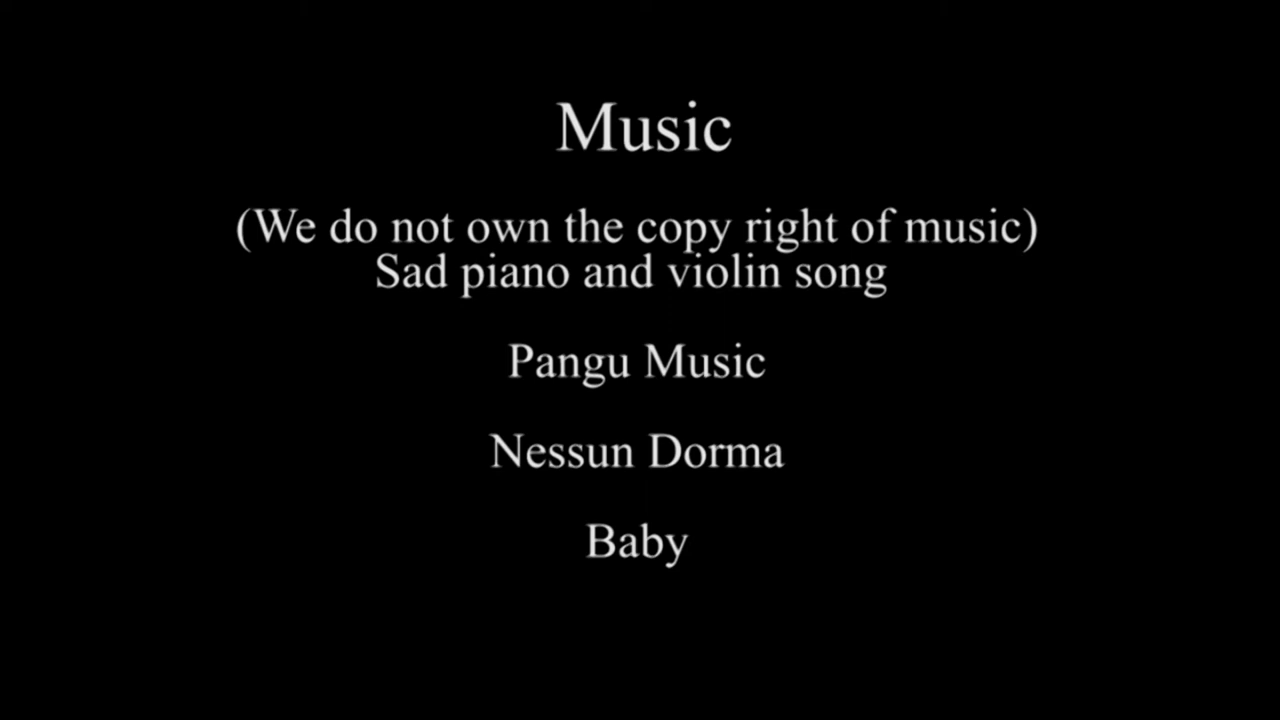 Music
(We do not own the copy right of music)
Sad piano and violin song
Pangu Music
Nessun Dorma
Baby